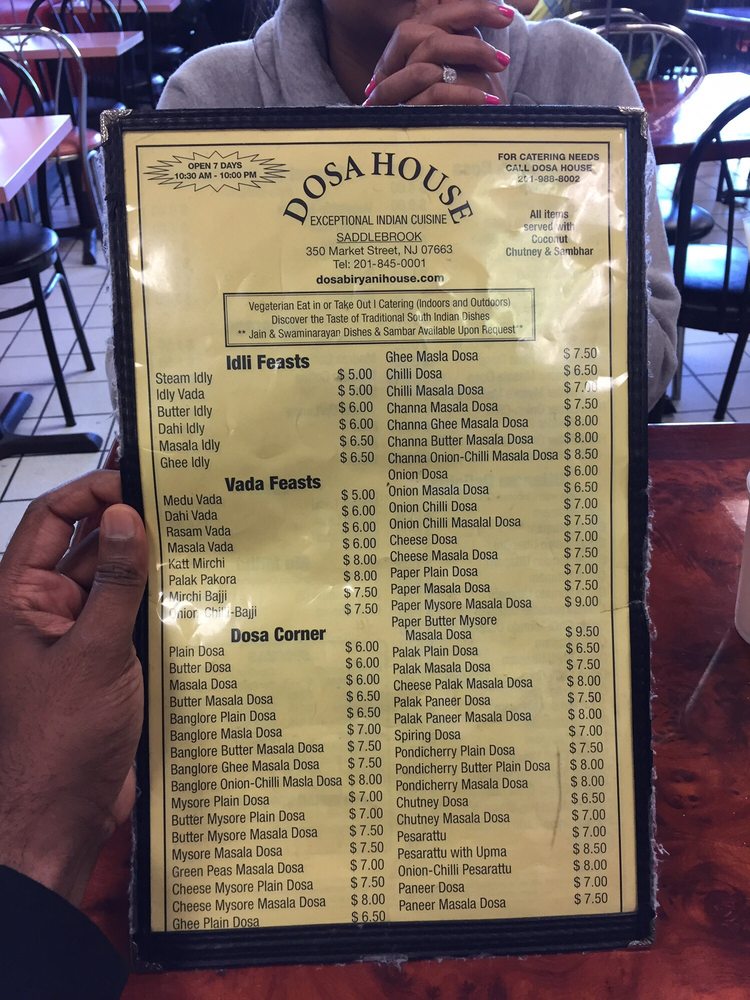 OPEN 7 DAYS
10:30 AM - 10:00 PM
DOSA HOUSE
EXCEPTIONAL INDIAN CUISINE
SADDLEBROOK
350 Market Street, NJ 07663
Tel: 201-845-0001
dosabiryanihouse.com
FOR CATERING NEEDS
CALL DOSA HOUSE
201-988-8002
All items
served with
Coconut
Chutney & Sambhar
Vegaterian Eat in or Take Out I Catering (Indoors and Outdoors)
Discover the Taste of Traditional South Indian Dishes
** Jain & Swaminarayan Dishes & Sambar Available Upon Request**
Idli Feasts
Steam Idly $ 5.00
Idly Vada $ 5.00
Butter Idly $ 6.00
Dahi Idly $ 6.00
Masala Idly $ 6.50
Ghee Idly $ 6.50
Vada Feasts
Medu Vada $ 5.00
Dahi Vada $ 6.00
Rasam Vada $ 6.00
Masala Vada $ 6.00
Katt Mirchi $ 8.00
Palak Pakora $ 8.00
Mirchi Bajji $ 7.50
Onion Chilli-Bajji $ 7.50
Dosa Corner
Plain Dosa $ 6.00
Butter Dosa $ 6.00
Masala Dosa $ 6.00
Butter Masala Dosa $ 6.50
Banglore Plain Dosa $ 6.50
Banglore Masla Dosa $ 7.00
Banglore Butter Masala Dosa $ 7.50
Banglore Ghee Masala Dosa $ 7.50
Banglore Onion-Chilli Masla Dosa $ 8.00
Mysore Plain Dosa $ 7.00
Butter Mysore Plain Dosa $ 7.00
Butter Mysore Masala Dosa $ 7.50
Mysore Masala Dosa $ 7.50
Green Peas Masala Dosa $ 7.00
Cheese Mysore Plain Dosa $ 7.50
Cheese Mysore Masala Dosa $ 8.00
Ghee Plain Dosa $ 6.50
Ghee Masla Dosa $ 7.50
Chilli Dosa $ 6.50
Chilli Masala Dosa $ 7.00
Channa Masala Dosa $ 7.50
Channa Ghee Masala Dosa $ 8.00
Channa Butter Masala Dosa $ 8.00
Channa Onion-Chilli Masala Dosa $ 8.50
Onion Dosa $ 6.00
Onion Masala Dosa $ 6.50
Onion Chilli Dosa $ 7.00
Onion Chilli Masalal Dosa $ 7.50
Cheese Dosa $ 7.00
Cheese Masala Dosa $ 7.50
Paper Plain Dosa $ 7.00
Paper Masala Dosa $ 7.50
Paper Mysore Masala Dosa $ 9.00
Paper Butter Mysore
Masala Dosa $ 9.50
Palak Plain Dosa $ 6.50
Palak Masala Dosa $ 7.50
Cheese Palak Masala Dosa $ 8.00
Palak Paneer Dosa $ 7.50
Palak Paneer Masala Dosa $ 8.00
Spiring Dosa $ 7.00
Pondicherry Plain Dosa $ 7.50
Pondicherry Butter Plain Dosa $ 8.00
Pondicherry Masala Dosa $ 8.00
Chutney Dosa $ 6.50
Chutney Masala Dosa $ 7.00
Pesarattu $ 7.00
Pesarattu with Upma $ 8.50
Onion-Chilli Pesarattu $ 8.00
Paneer Dosa $ 7.00
Paneer Masala Dosa $ 7.50